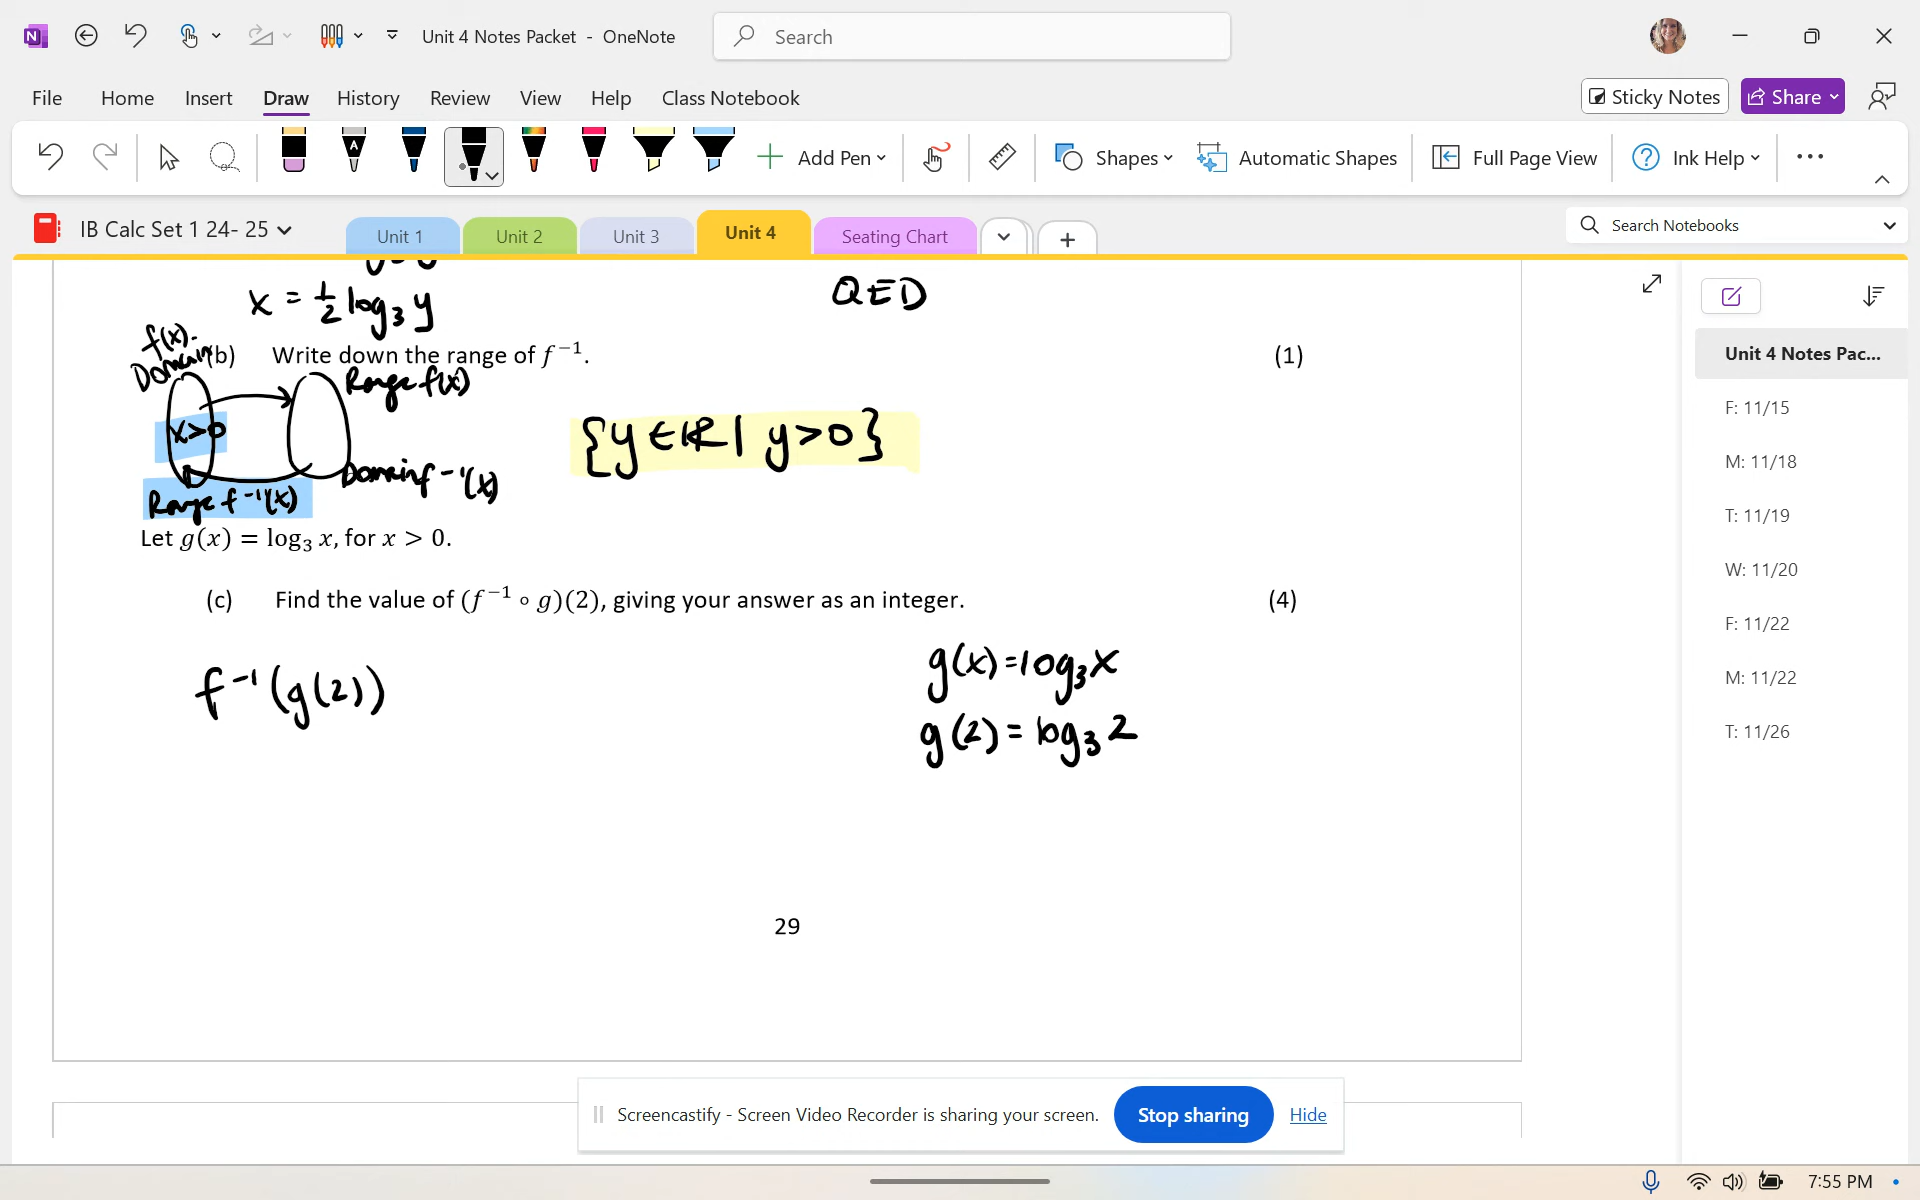 Unit 4 Notes Packet - OneNote
Search
File Home Insert Draw History Review View Help Class Notebook
Sticky Notes Share
Add Pen Shapes Automatic Shapes Full Page View Ink Help
IB Calc Set 1 24- 25
Unit 1 Unit 2 Unit 3 Unit 4 Seating Chart
Search Notebooks
x = ½ log₃ y
QED
f(x).
Domain
(b) Write down the range of f⁻¹. (1)
Range f(x)
x>0
{y ∈ ℝ | y>0}
Domain f⁻¹(x)
Range f⁻¹(x)
Let g(x) = log₃ x, for x > 0.
(c) Find the value of (f⁻¹ ∘ g)(2), giving your answer as an integer. (4)
f⁻¹(g(2))
g(x)=log₃x
g(2)=log₃2
29
Unit 4 Notes Pac...
F: 11/15
M: 11/18
T: 11/19
W: 11/20
F: 11/22
M: 11/22
T: 11/26
Screencastify - Screen Video Recorder is sharing your screen. Stop sharing Hide
7:55 PM